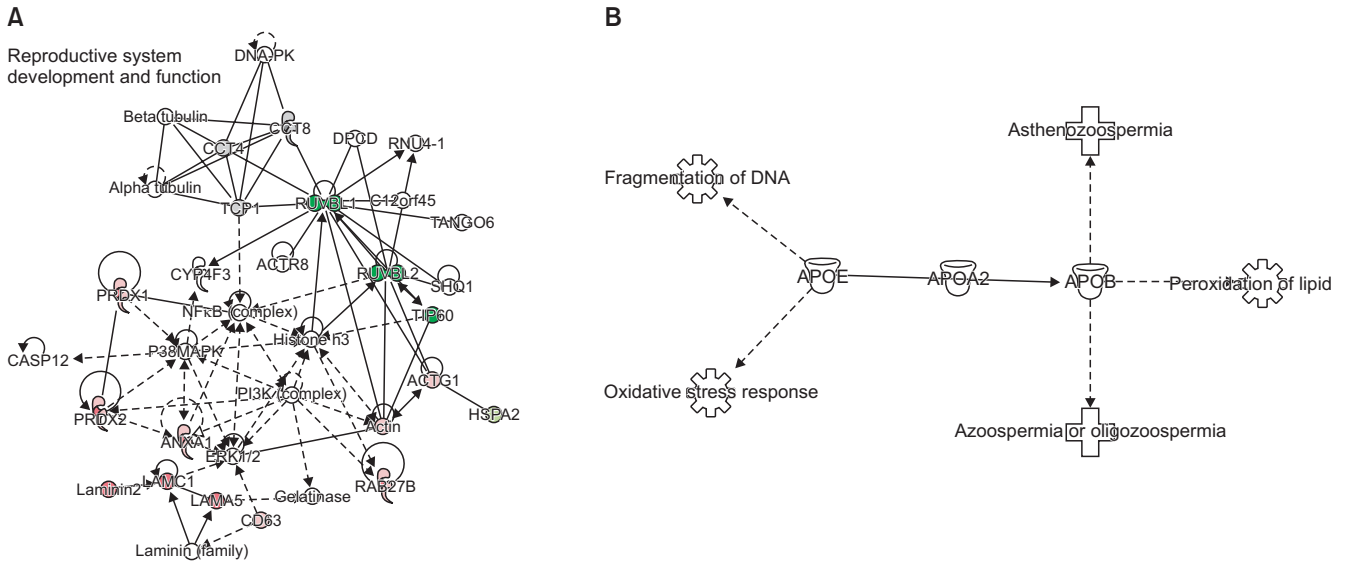 A
B
Reproductive system
development and function
DNA-PK
Beta tubulin
CCT8
CCT4
DPCD
RNU4-1
Alpha tubulin
TCP1
RUVBL1
C12orf45
TANGO6
ACTR8
CYP4F3
RUVBL2
SHQ1
PRDX1
NFκB (complex)
TIP60
Histone h3
P38MAPK
CASP12
PI3K (complex)
ACTG1
PRDX2
HSPA2
Actin
ANXA1
ERK1/2
Laminin2
LAMC1
RAB27B
LAMA5
Gelatinase
CD63
Laminin (family)
Asthenozoospermia
Fragmentation of DNA
APOE
APOA2
APOB
Peroxidation of lipid
Oxidative stress response
Azoospermia or oligozoospermia